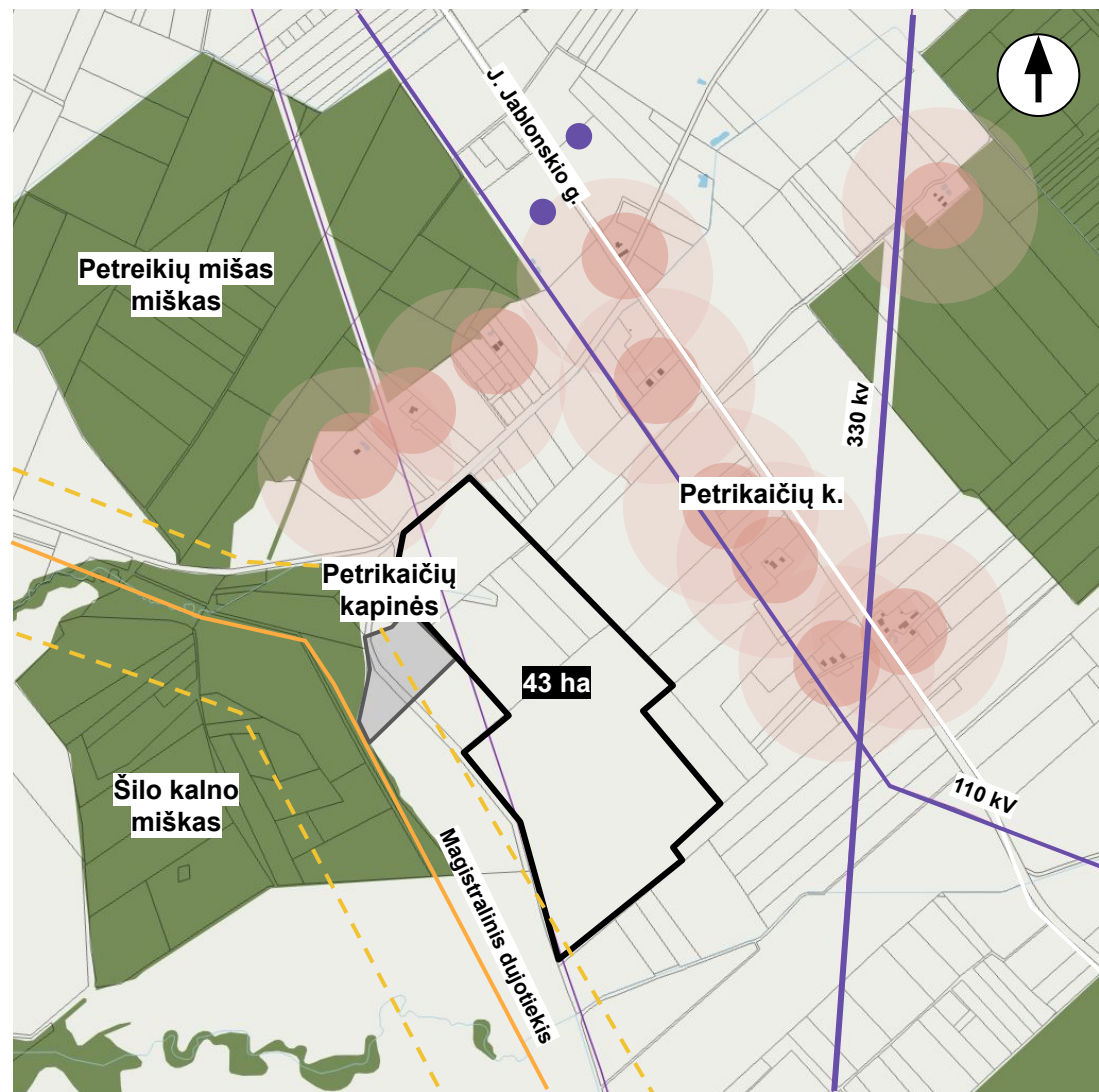 J. Jablonskio g.
Petreikių mišas
miškas
330 kv
Petrikaičių k.
Petrikaičių
kapinės
43 ha
Šilo kalno
miškas
110 kV
Magistralinis dujotiekis